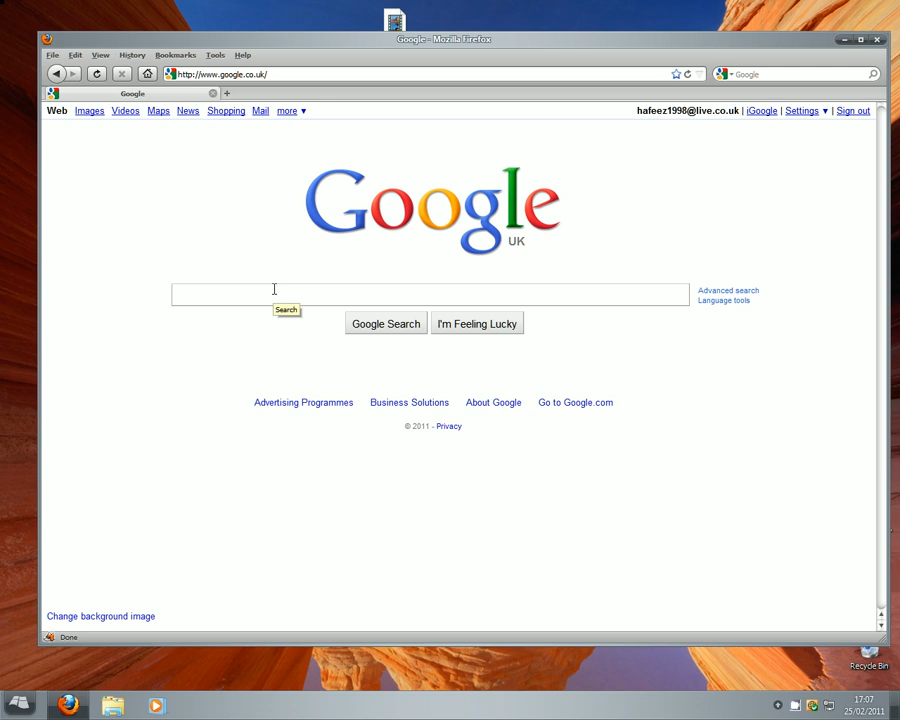 Google - Mozilla Firefox
File Edit View History Bookmarks Tools Help
http://www.google.co.uk/
Google
Google
Web Images Videos Maps News Shopping Mail more ▼
hafeez1998@live.co.uk | iGoogle | Settings ▼ | Sign out
Google
UK
Advanced search
Language tools
Search
Google Search
I'm Feeling Lucky
Advertising Programmes Business Solutions About Google Go to Google.com
© 2011 - Privacy
Change background image
Done
Recycle Bin
17:07
25/02/2011